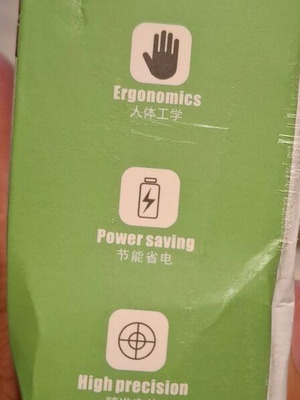 Ergonomics
人体工学
Power saving
节能省电
High precision